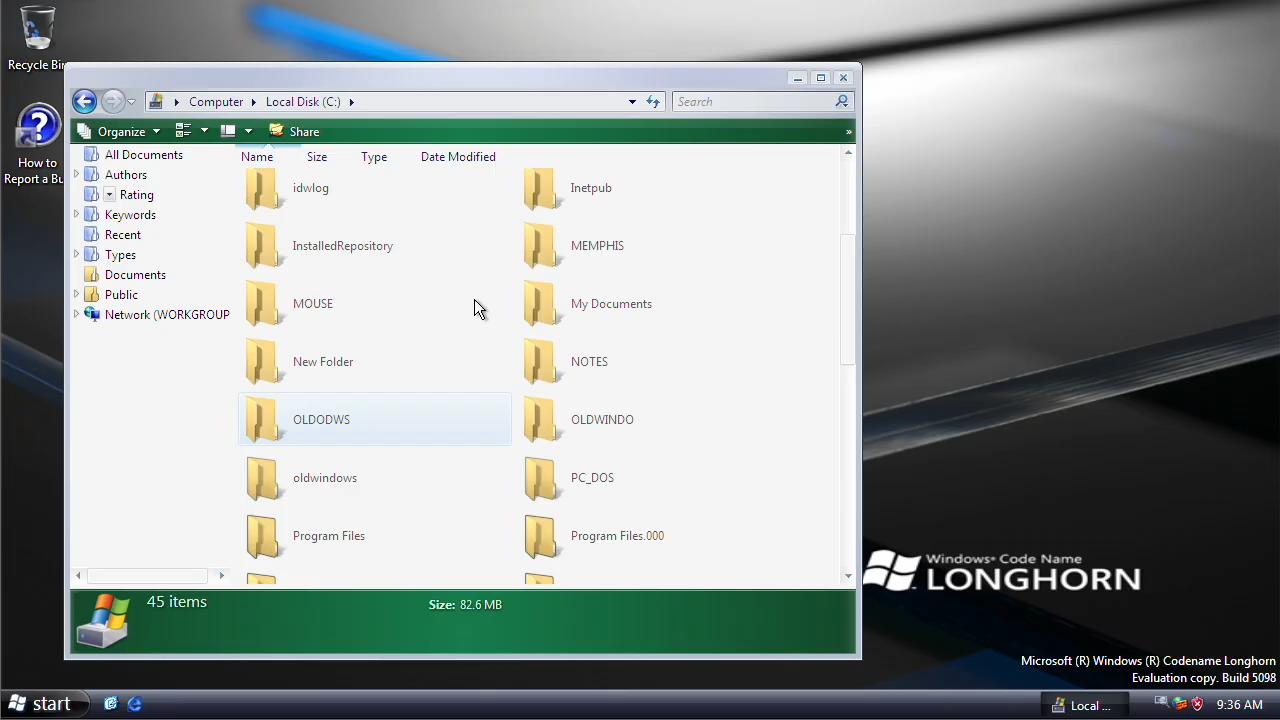 Recycle Bin
How to
Report a Bu
Computer
Local Disk (C:)
Search
Organize
Share
»
All Documents
Authors
Rating
Keywords
Recent
Types
Documents
Public
Network (WORKGROUP
Name Size Type Date Modified
idwlog Inetpub
InstalledRepository MEMPHIS
MOUSE My Documents
New Folder NOTES
OLDODWS OLDWINDO
oldwindows PC_DOS
Program Files Program Files.000
45 items Size: 82.6 MB
Windows® Code Name
LONGHORN
Microsoft (R) Windows (R) Codename Longhorn
Evaluation copy. Build 5098
start
Local ...
9:36 AM